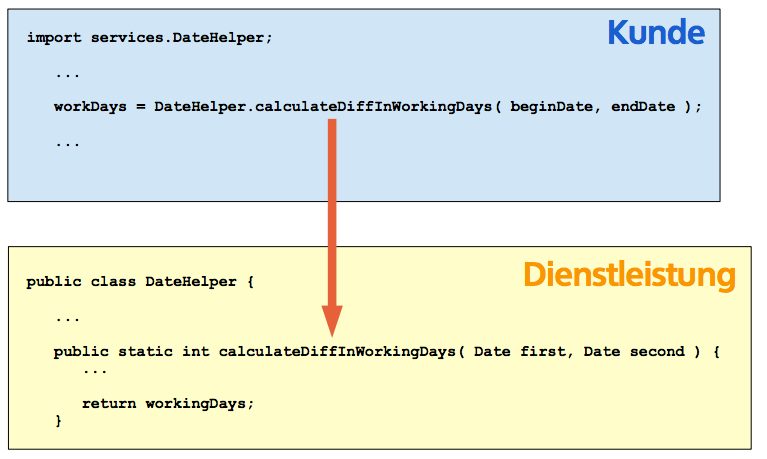 Kunde
import services.DateHelper;
...
workDays = DateHelper.calculateDiffInWorkingDays( beginDate, endDate );
...
Dienstleistung
public class DateHelper {
...
public static int calculateDiffInWorkingDays( Date first, Date second ) {
...
return workingDays;
}